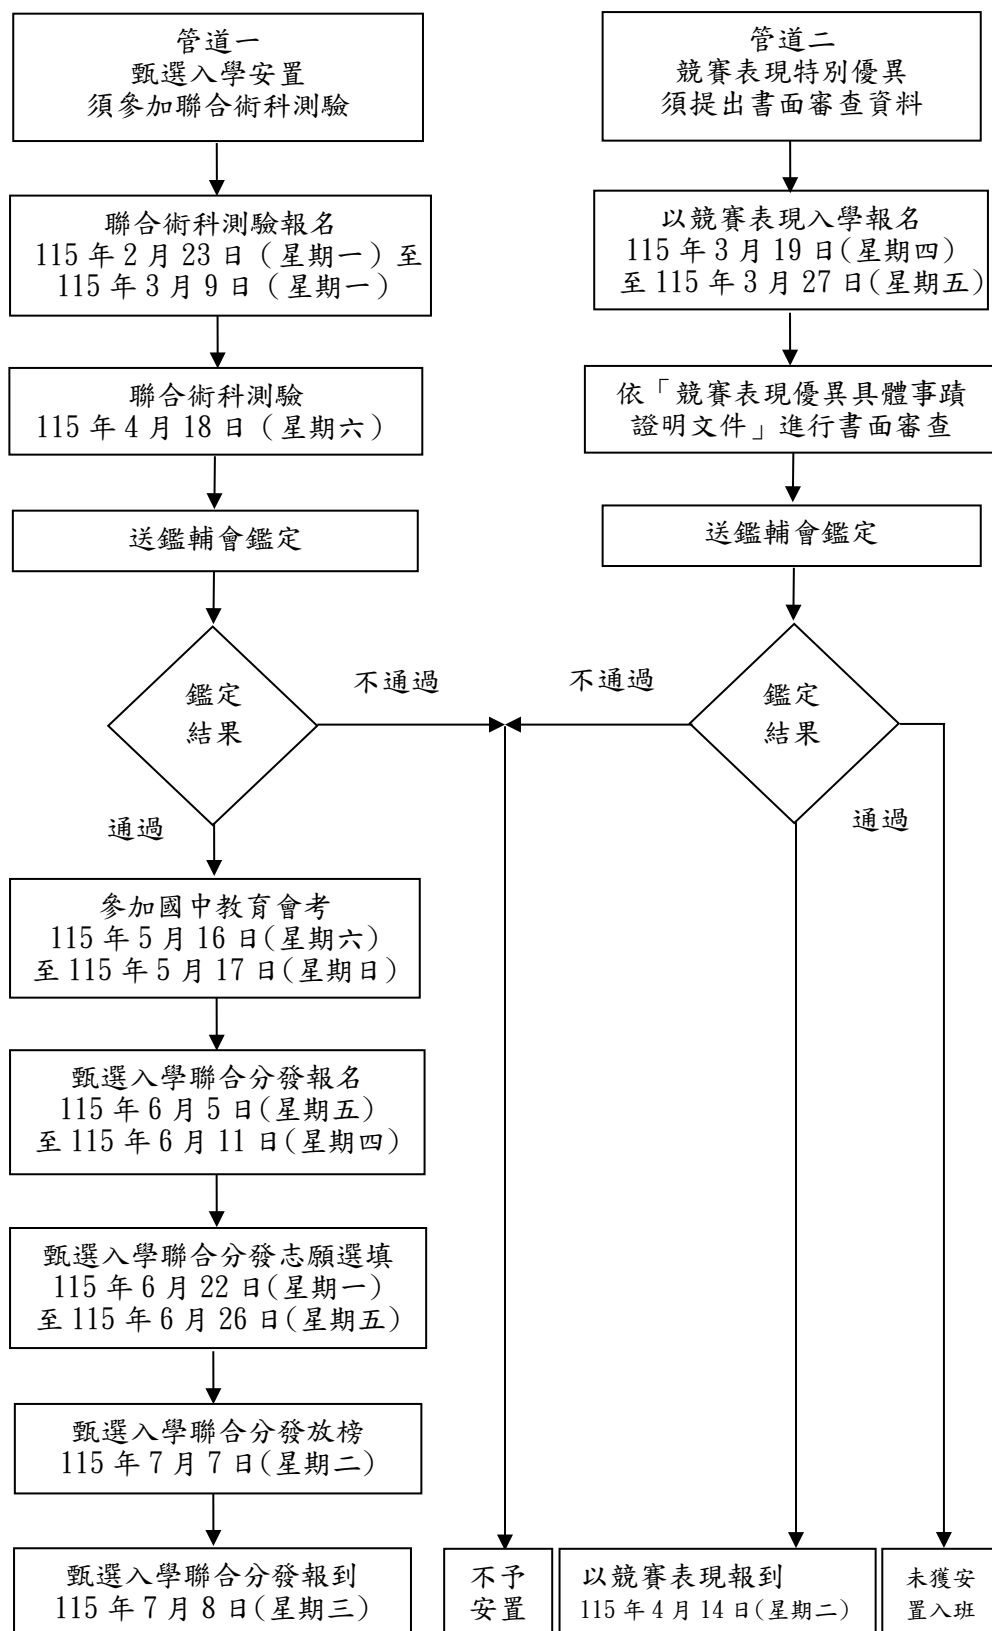 管道一
甄選入學安置
須參加聯合術科測驗
聯合術科測驗報名
115 年 2 月 23 日（星期一）至
115 年 3 月 9 日（星期一）
聯合術科測驗
115 年 4 月 18 日（星期六）
送鑑輔會鑑定
鑑定
結果
不通過
通過
參加國中教育會考
115 年 5 月 16 日(星期六)
至 115 年 5 月 17 日(星期日)
甄選入學聯合分發報名
115 年 6 月 5 日(星期五)
至 115 年 6 月 11 日(星期四)
甄選入學聯合分發志願選填
115 年 6 月 22 日(星期一)
至 115 年 6 月 26 日(星期五)
甄選入學聯合分發放榜
115 年 7 月 7 日(星期二)
甄選入學聯合分發報到
115 年 7 月 8 日(星期三)
管道二
競賽表現特別優異
須提出書面審查資料
以競賽表現入學報名
115 年 3 月 19 日(星期四)
至 115 年 3 月 27 日(星期五)
依「競賽表現優異具體事蹟
證明文件」進行書面審查
送鑑輔會鑑定
鑑定
結果
不通過
通過
不予
安置
以競賽表現報到
115 年 4 月 14 日(星期二)
未獲安
置入班